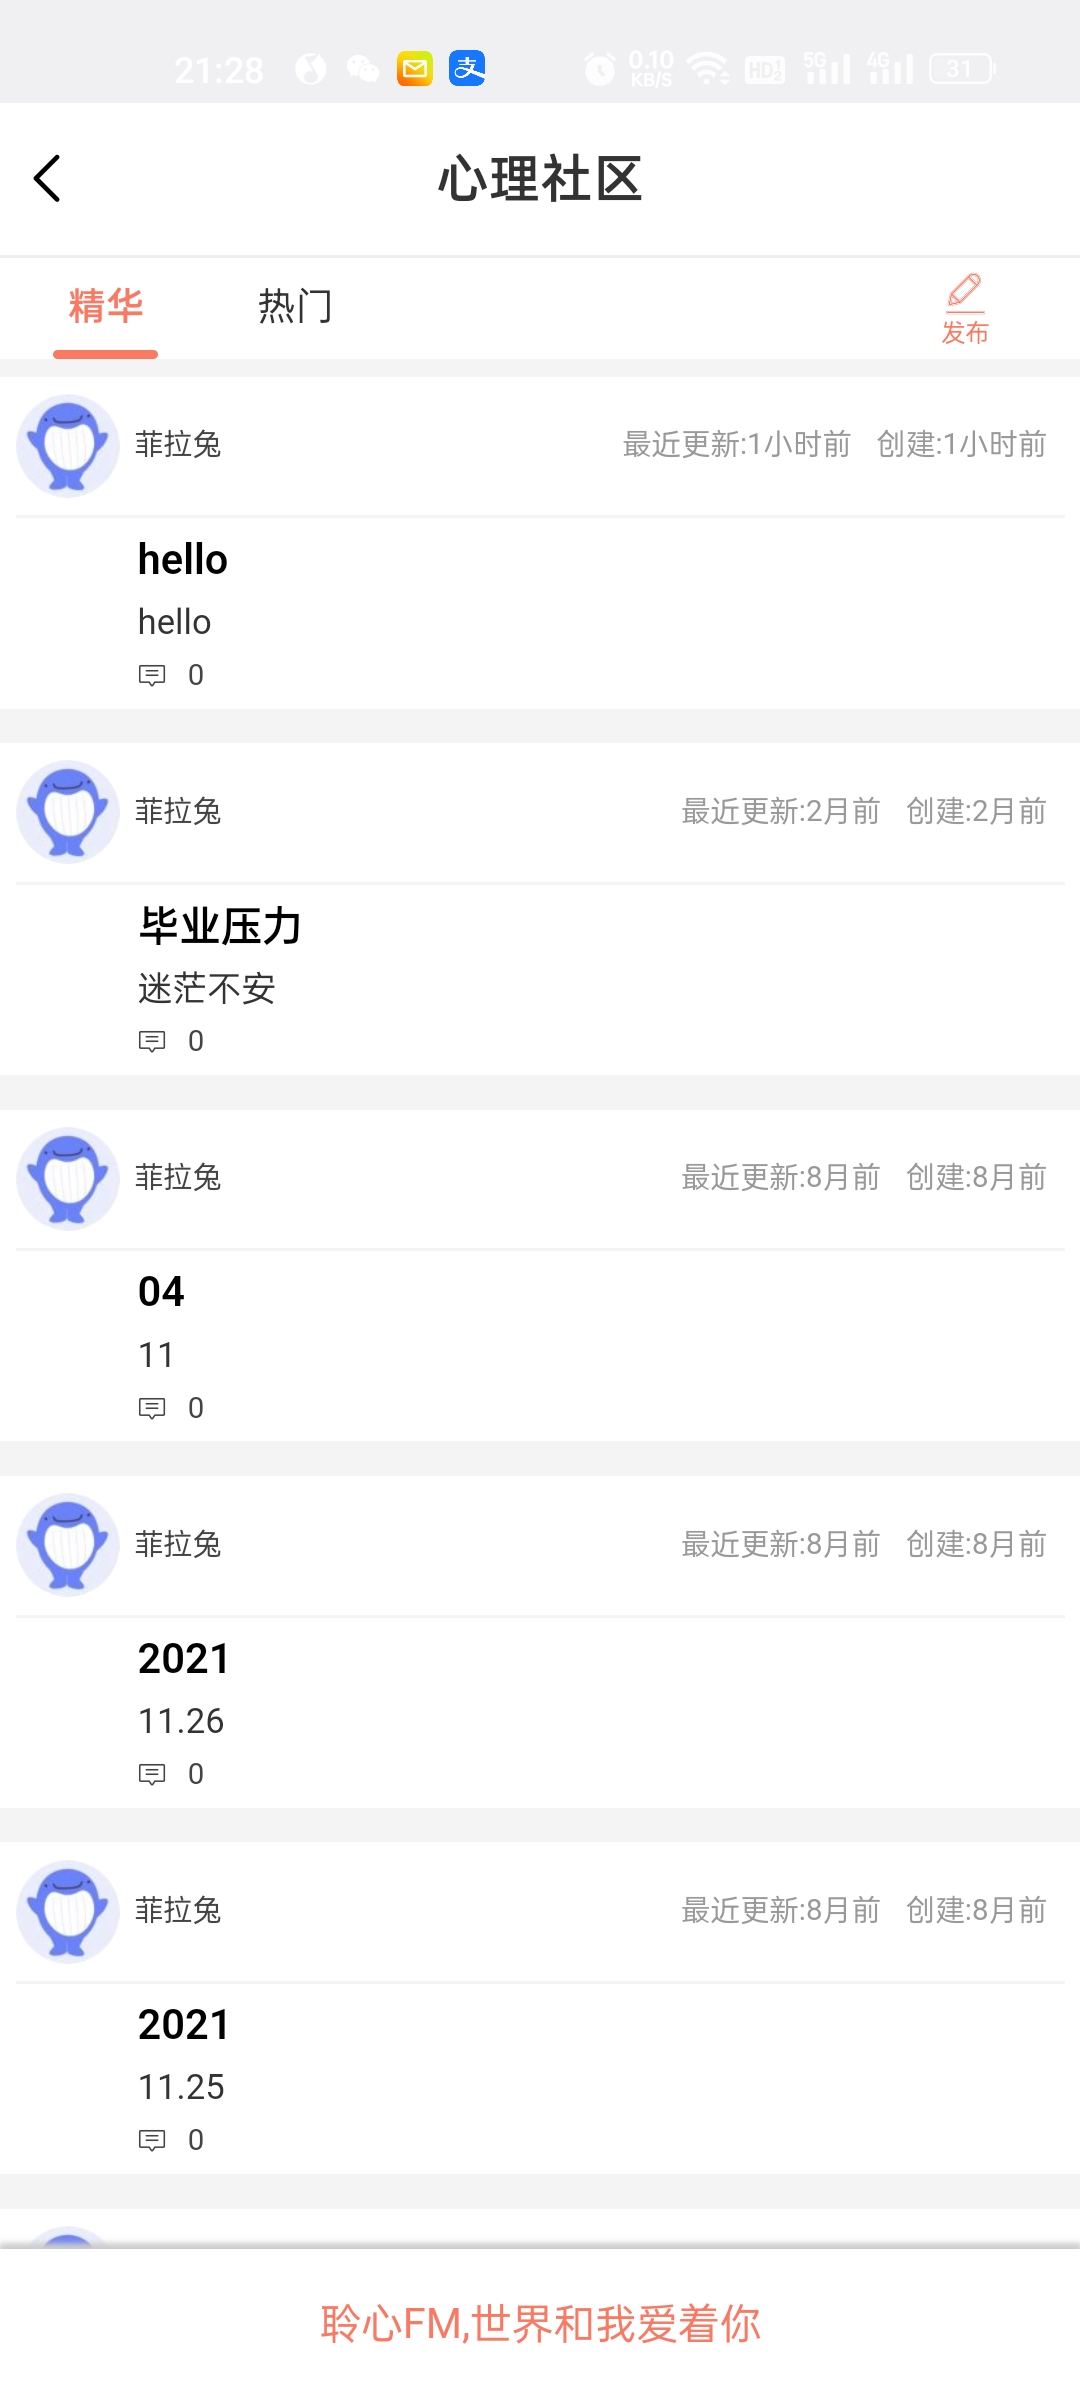 21:28 支 0.10 KB/S HD 1 2 5G 4G 31
心理社区
精华 热门 发布
菲拉兔 最近更新:1小时前 创建:1小时前
hello
hello
0
菲拉兔 最近更新:2月前 创建:2月前
毕业压力
迷茫不安
0
菲拉兔 最近更新:8月前 创建:8月前
04
11
0
菲拉兔 最近更新:8月前 创建:8月前
2021
11.26
0
菲拉兔 最近更新:8月前 创建:8月前
2021
11.25
0
聆心FM,世界和我爱着你